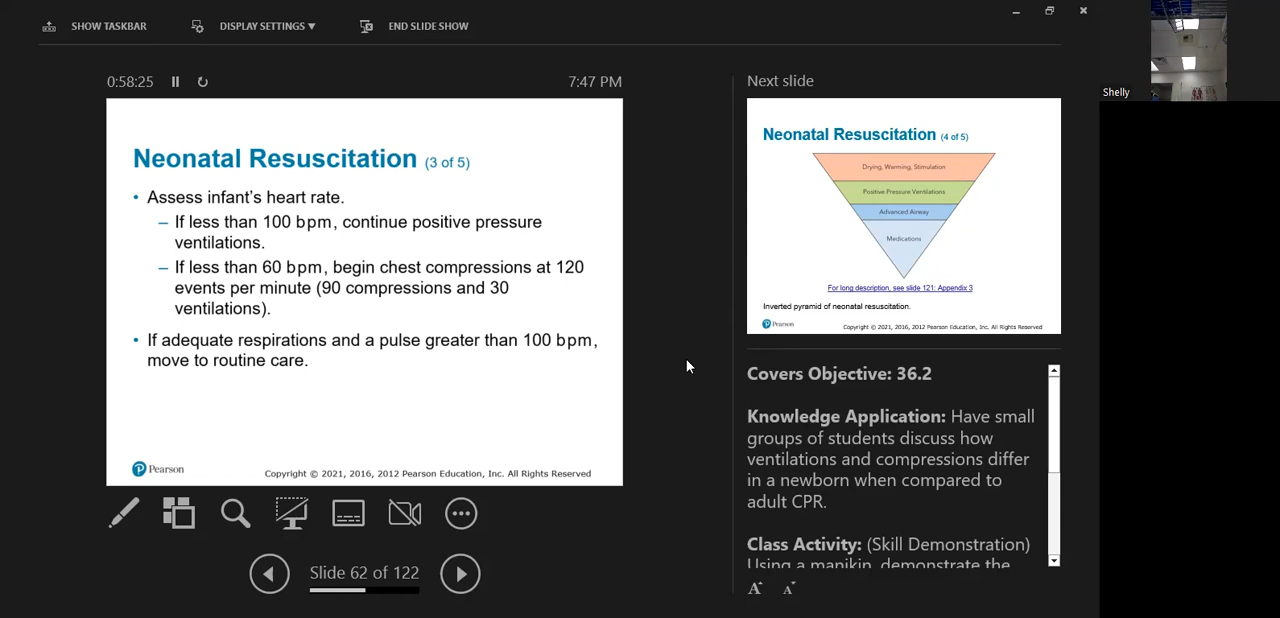 SHOW TASKBAR
DISPLAY SETTINGS ▼
END SLIDE SHOW
0:58:25
7:47 PM
Neonatal Resuscitation (3 of 5)
• Assess infant's heart rate.
– If less than 100 bpm, continue positive pressure
ventilations.
– If less than 60 bpm, begin chest compressions at 120
events per minute (90 compressions and 30
ventilations).
• If adequate respirations and a pulse greater than 100 bpm,
move to routine care.
Pearson
Copyright © 2021, 2016, 2012 Pearson Education, Inc. All Rights Reserved
Slide 62 of 122
Next slide
Neonatal Resuscitation (4 of 5)
Drying, Warming, Stimulation
Positive Pressure Ventilations
Advanced Airway
Medications
For long description, see slide 121: Appendix 3
Inverted pyramid of neonatal resuscitation.
Pearson
Copyright © 2021, 2016, 2012 Pearson Education, Inc. All Rights Reserved
Covers Objective: 36.2
Knowledge Application: Have small
groups of students discuss how
ventilations and compressions differ
in a newborn when compared to
adult CPR.
Class Activity: (Skill Demonstration)
Using a manikin, demonstrate the
A A
Shelly